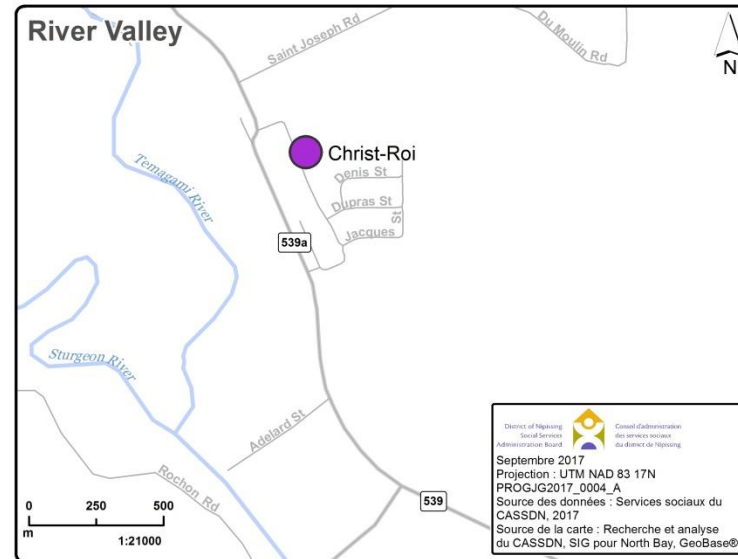 River Valley
Saint Joseph Rd
Du Moulin Rd
N
Christ-Roi
Denis St
Dupras St
Jacques St
Temagami River
539a
Sturgeon River
Adelard St
Rochon Rd
539
0 250 500
m
1:21000
District of Nipissing
Social Services
Administration Board
Conseil d'administration
des services sociaux
du district de Nipissing
Septembre 2017
Projection : UTM NAD 83 17N
PROGJG2017_0004_A
Source des données : Services sociaux du
CASSDN, 2017
Source de la carte : Recherche et analyse
du CASSDN, SIG pour North Bay, GeoBase®